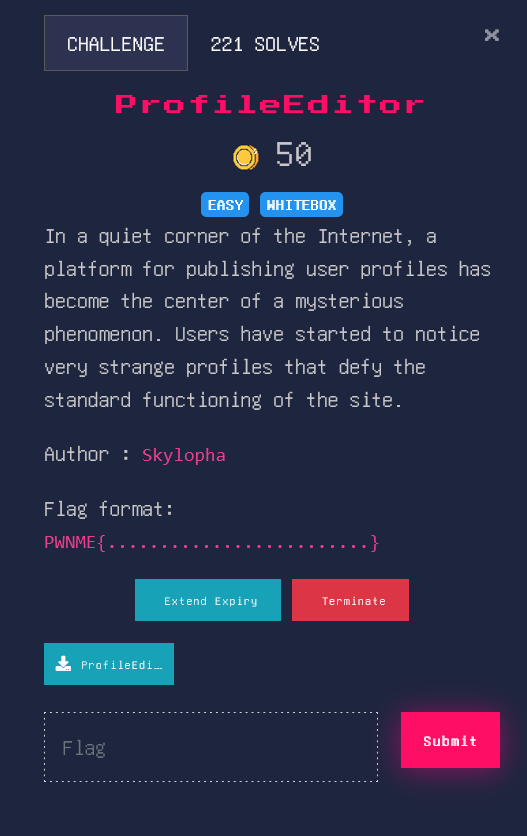 CHALLENGE 221 SOLVES ×
ProfileEditor
50
EASY WHITEBOX
In a quiet corner of the Internet, a
platform for publishing user profiles has
become the center of a mysterious
phenomenon. Users have started to notice
very strange profiles that defy the
standard functioning of the site.
Author : Skylopha
Flag format:
PWNME{.........................}
Extend Expiry Terminate
ProfileEdi…
Flag Submit